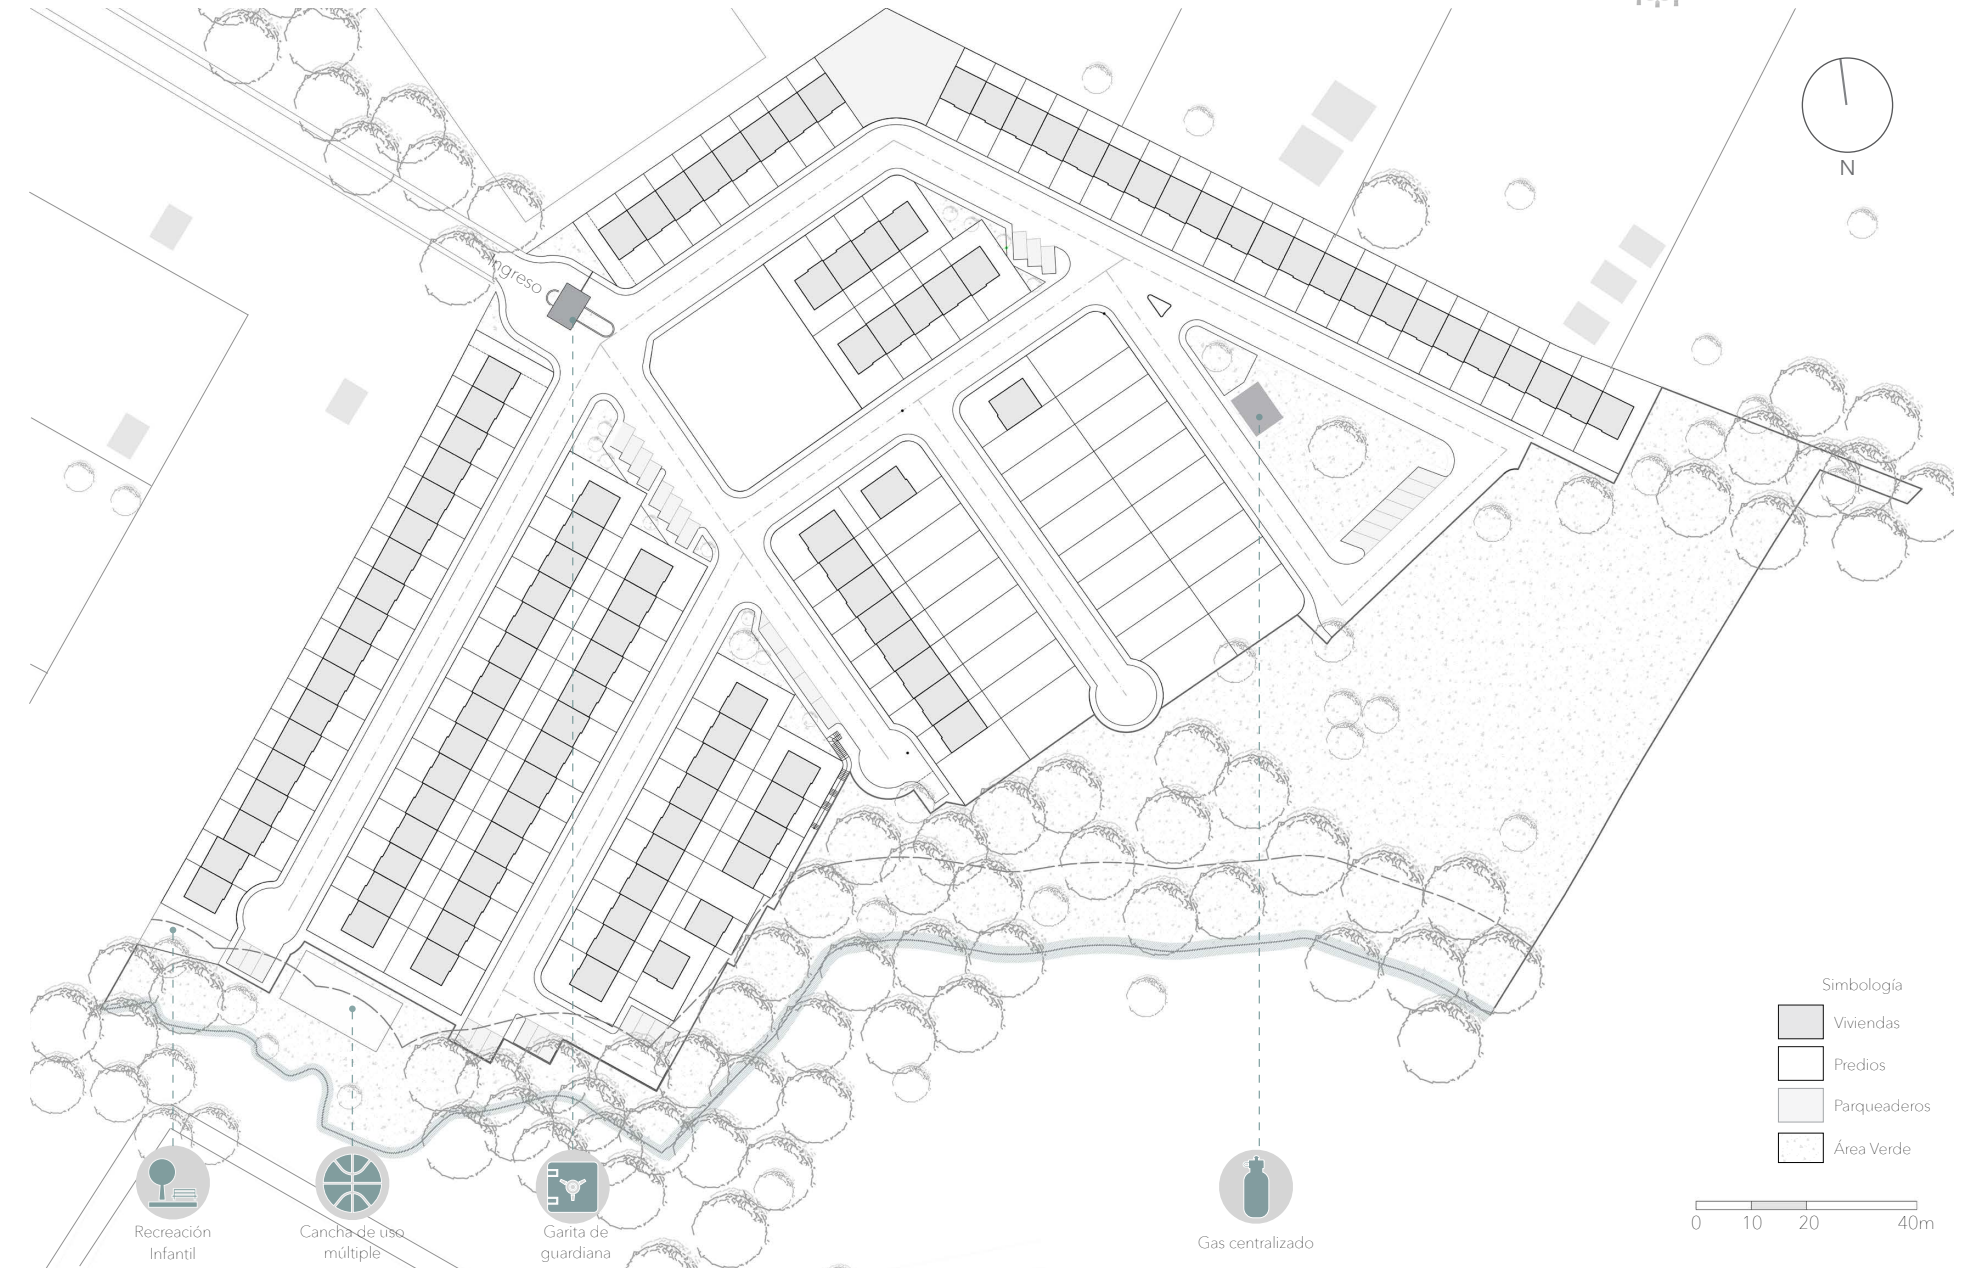 N
Ingreso
Simbología
Viviendas
Predios
Parqueaderos
Área Verde
0 10 20 40m
Recreación
Infantil
Cancha de uso
múltiple
Garita de
guardiana
Gas centralizado